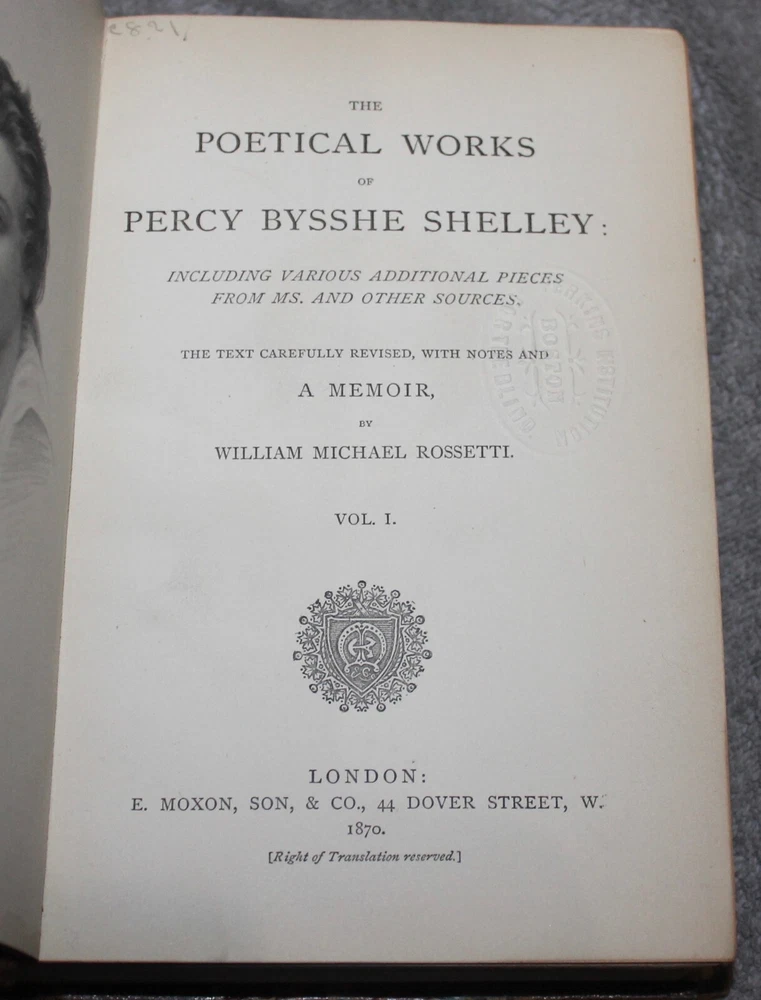 THE
POETICAL WORKS
OF
PERCY BYSSHE SHELLEY:
INCLUDING VARIOUS ADDITIONAL PIECES
FROM MS. AND OTHER SOURCES.
THE TEXT CAREFULLY REVISED, WITH NOTES AND
A MEMOIR,
BY
WILLIAM MICHAEL ROSSETTI.
VOL. I.
LONDON:
E. MOXON, SON, & CO., 44 DOVER STREET, W.
1870.
[Right of Translation reserved.]
INSTITUTION
BOSTON